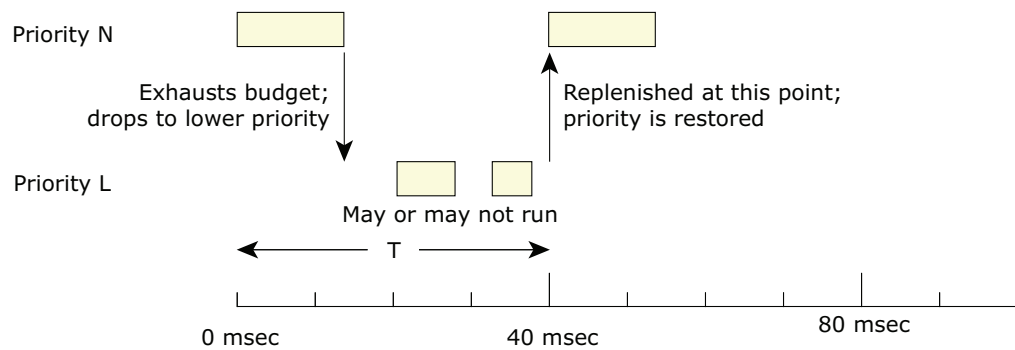 Priority N
Exhausts budget;
drops to lower priority
Replenished at this point;
priority is restored
Priority L
May or may not run
T
0 msec
40 msec
80 msec